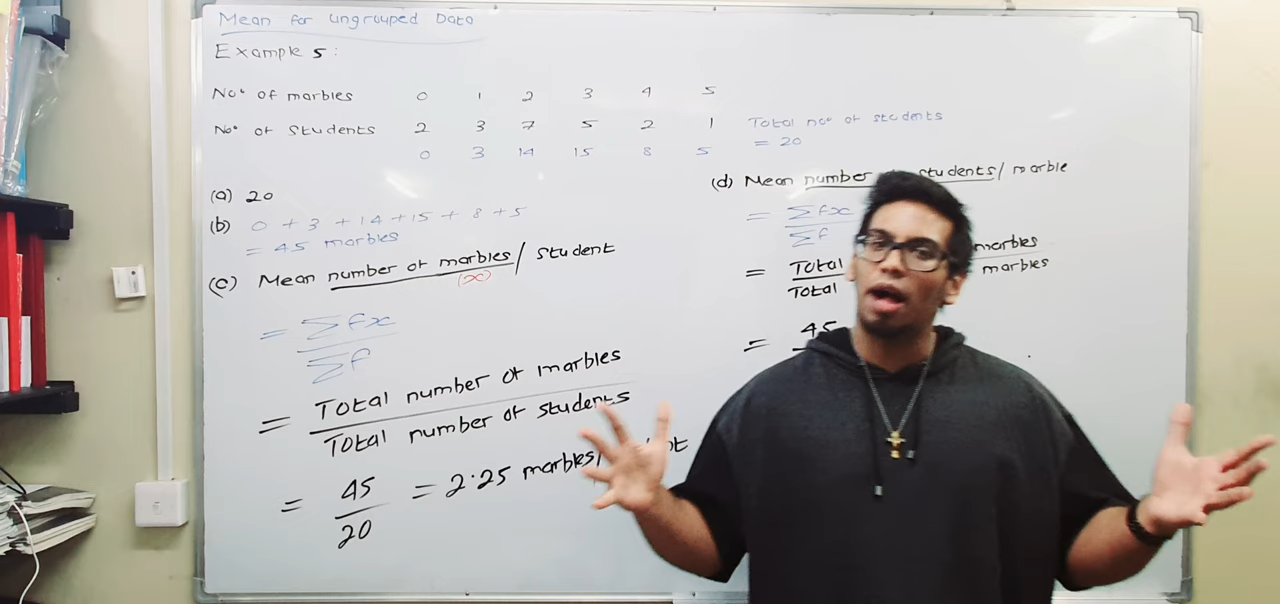 Mean for ungrouped Data
Example 5:
No. of marbles 0 1 2 3 4 5
No. of Students 2 3 7 5 2 1
0 3 14 15 8 5
Total no. of students
= 20
(a) 20
(b) 0 + 3 + 14 + 15 + 8 + 5
= 45 marbles
(c) Mean number of marbles / student
(x)
= Σfx
Σf
= Total number of marbles
Total number of students
= 45
20
= 2.25 marbles/
(d) Mean number students / marble
= Σfx
Σf
= Total marbles
Total marbles
= 45